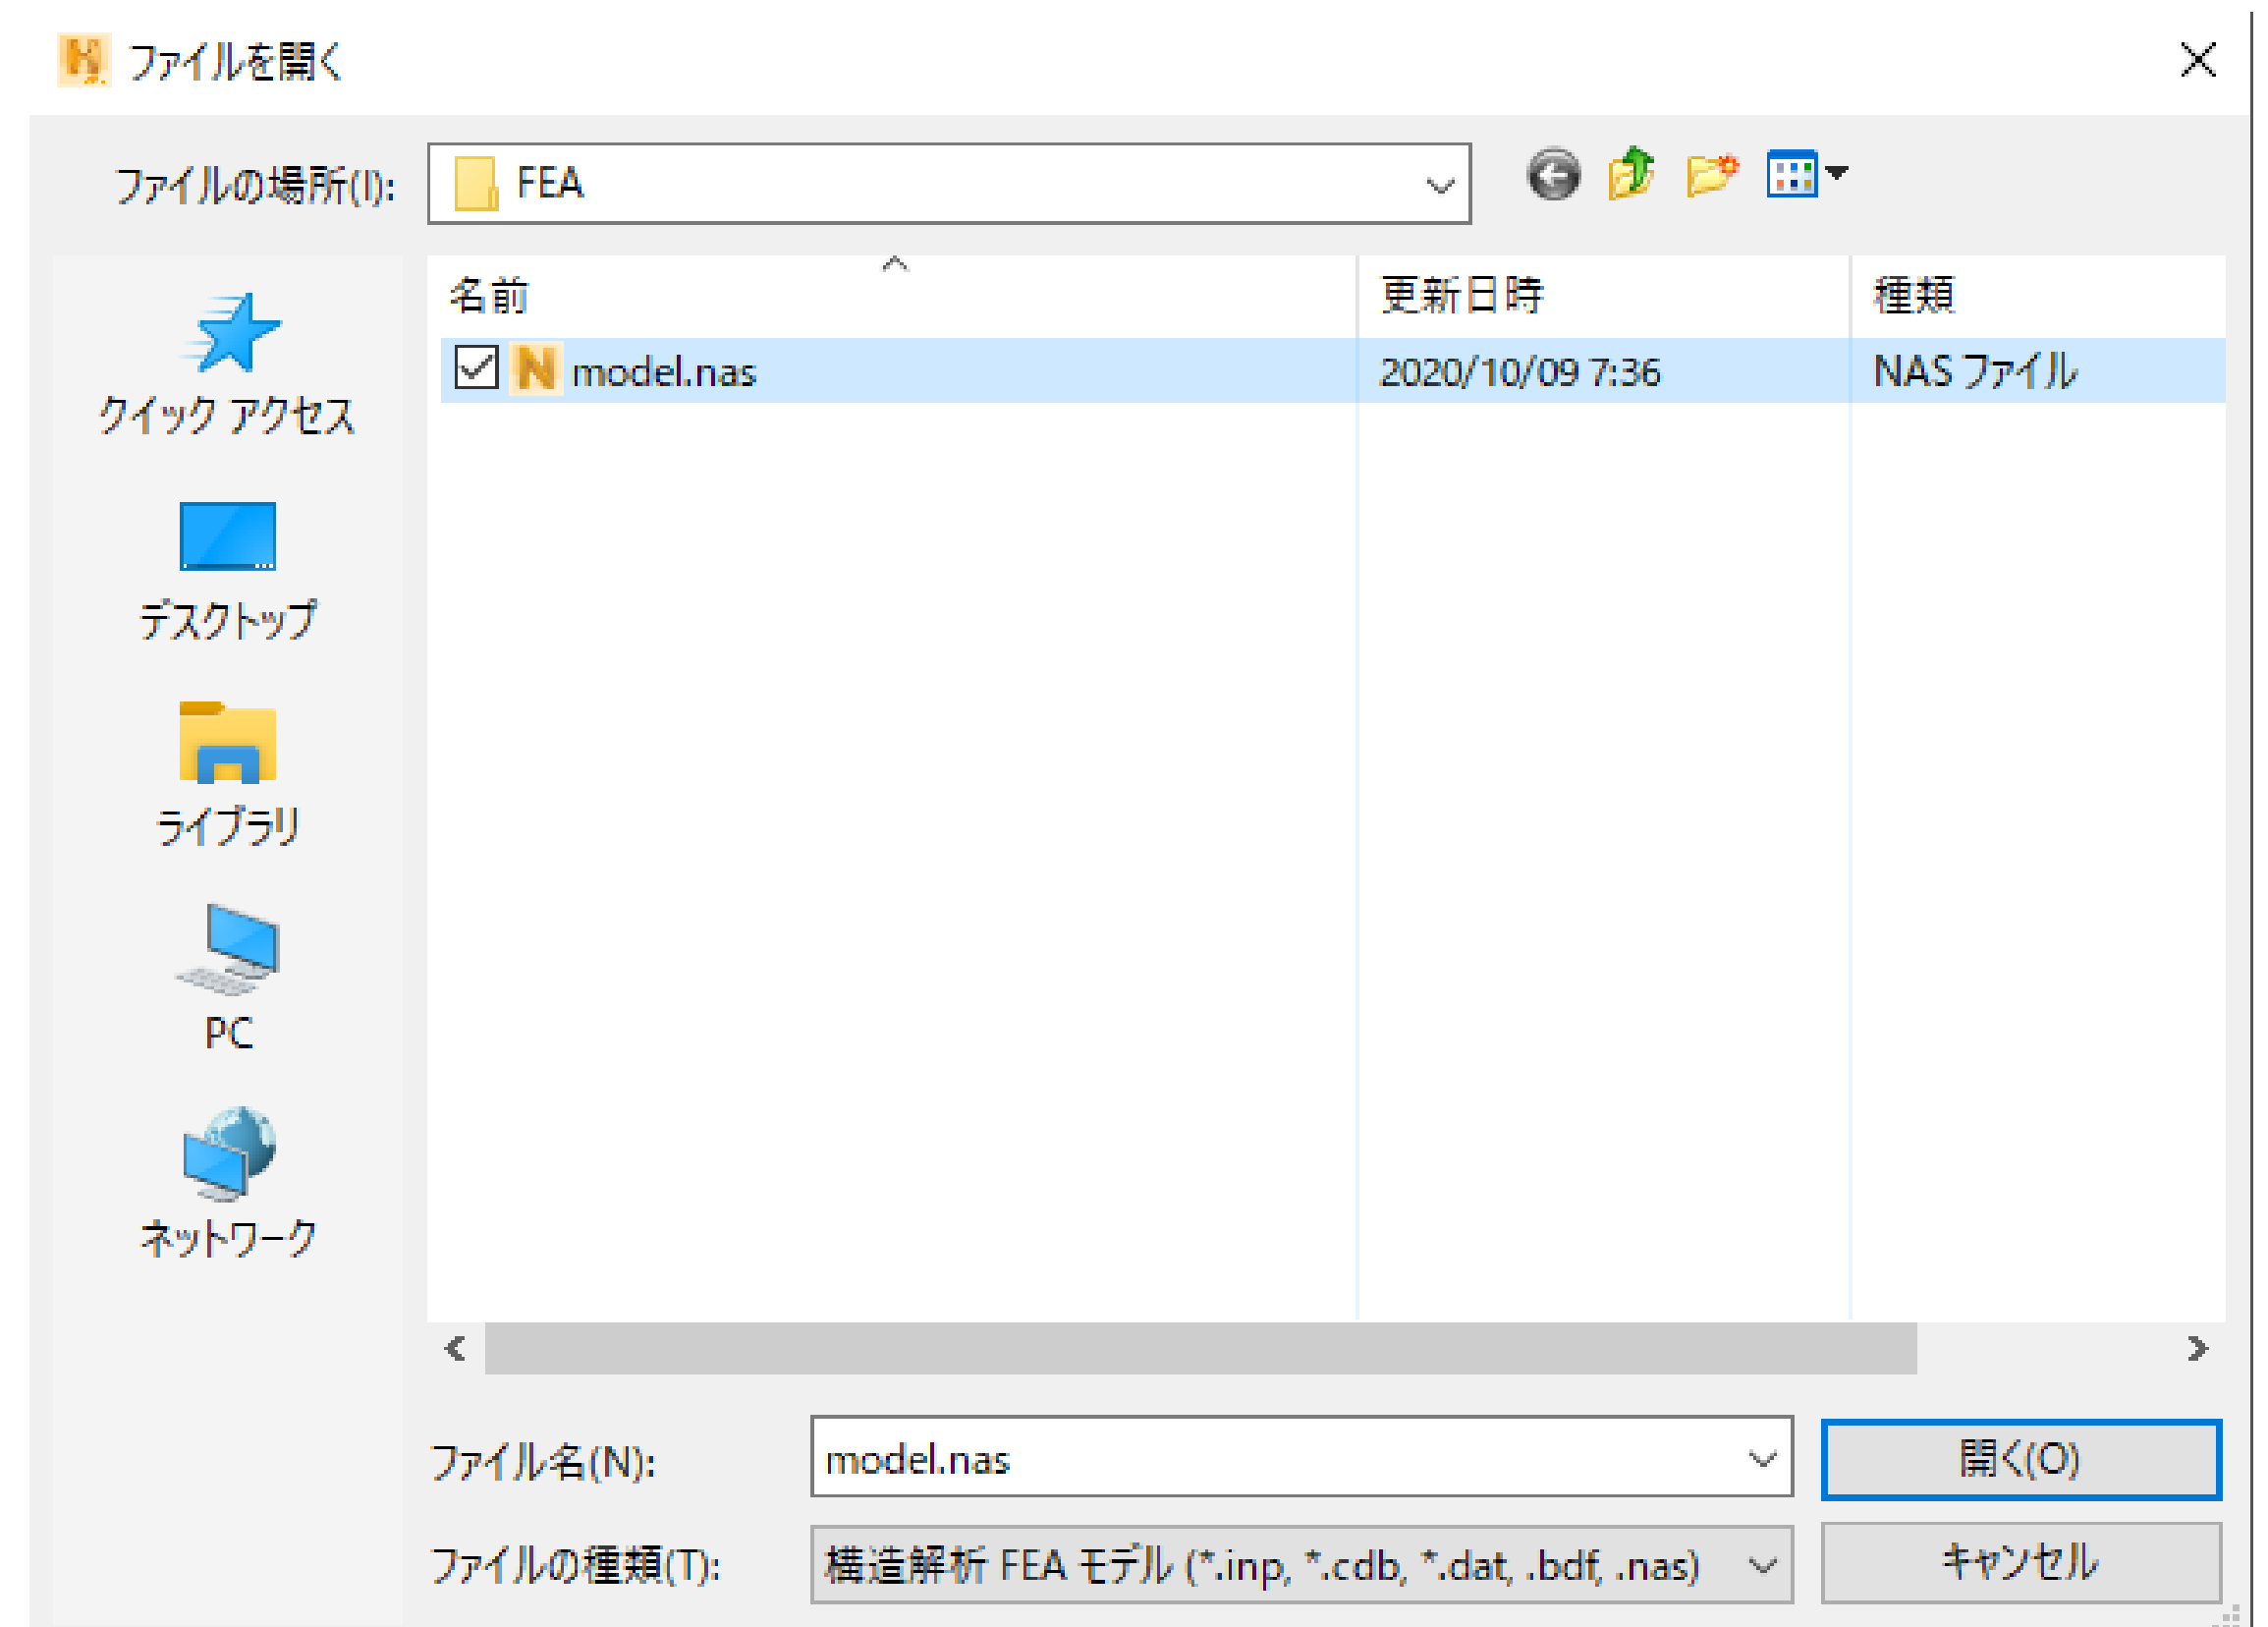 ファイルを開く
ファイルの場所(I): FEA
名前 更新日時 種類
model.nas 2020/10/09 7:36 NAS ファイル
クイック アクセス
デスクトップ
ライブラリ
PC
ネットワーク
ファイル名(N): model.nas 開く(O)
ファイルの種類(T): 構造解析 FEA モデル (*.inp, *.cdb, *.dat, .bdf, .nas) キャンセル